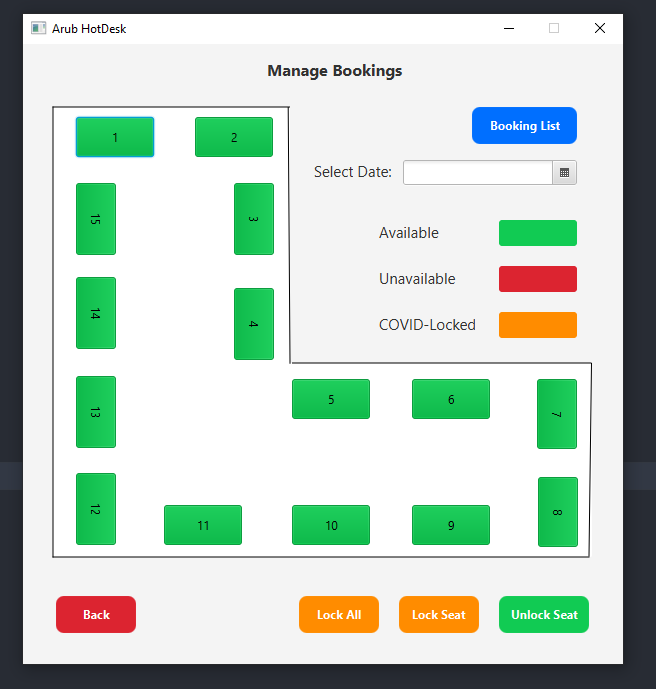 Arub HotDesk
Manage Bookings
Booking List
Select Date:
Available
Unavailable
COVID-Locked
1
2
15
3
14
4
13
5
6
7
12
11
10
9
8
Back
Lock All
Lock Seat
Unlock Seat